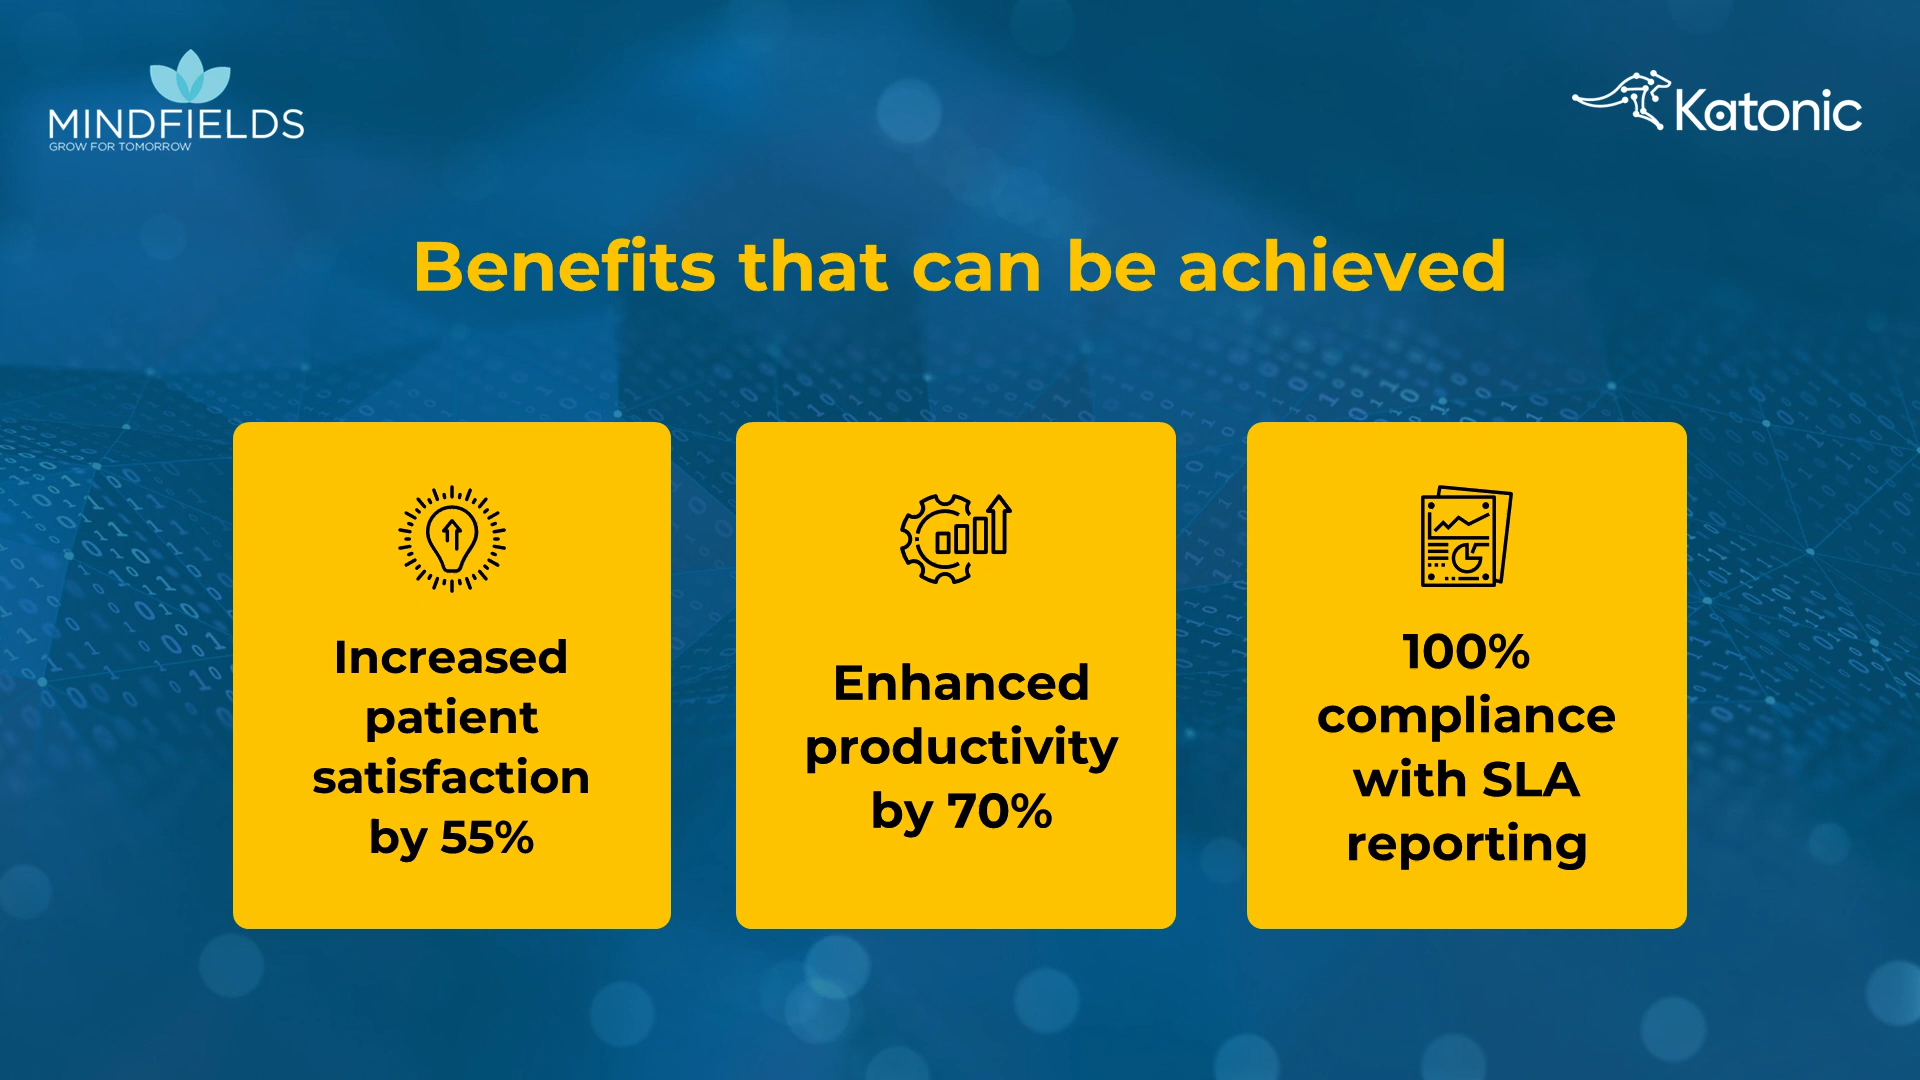 MINDFIELDS
GROW FOR TOMORROW
Katonic
Benefits that can be achieved
Increased
patient
satisfaction
by 55%
Enhanced
productivity
by 70%
100%
compliance
with SLA
reporting